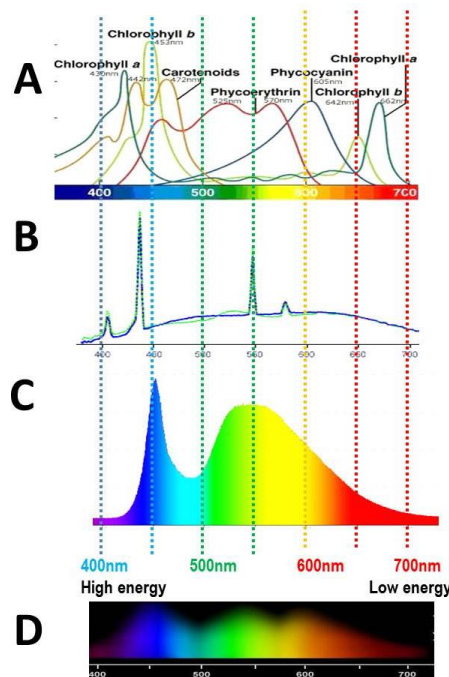 Chlorophyll b
453nm
Chlorophyll a
430nm
442nm
Carotenoids
472nm
Chlorophyll a
Phycocyanin
605nm
Phycoerythrin
525nm
570nm
Chlorophyll b
642nm
662nm
A
400
500
600
700
B
400
450
500
550
600
650
700
C
400nm
500nm
600nm
700nm
High energy
Low energy
D
400
500
600
700